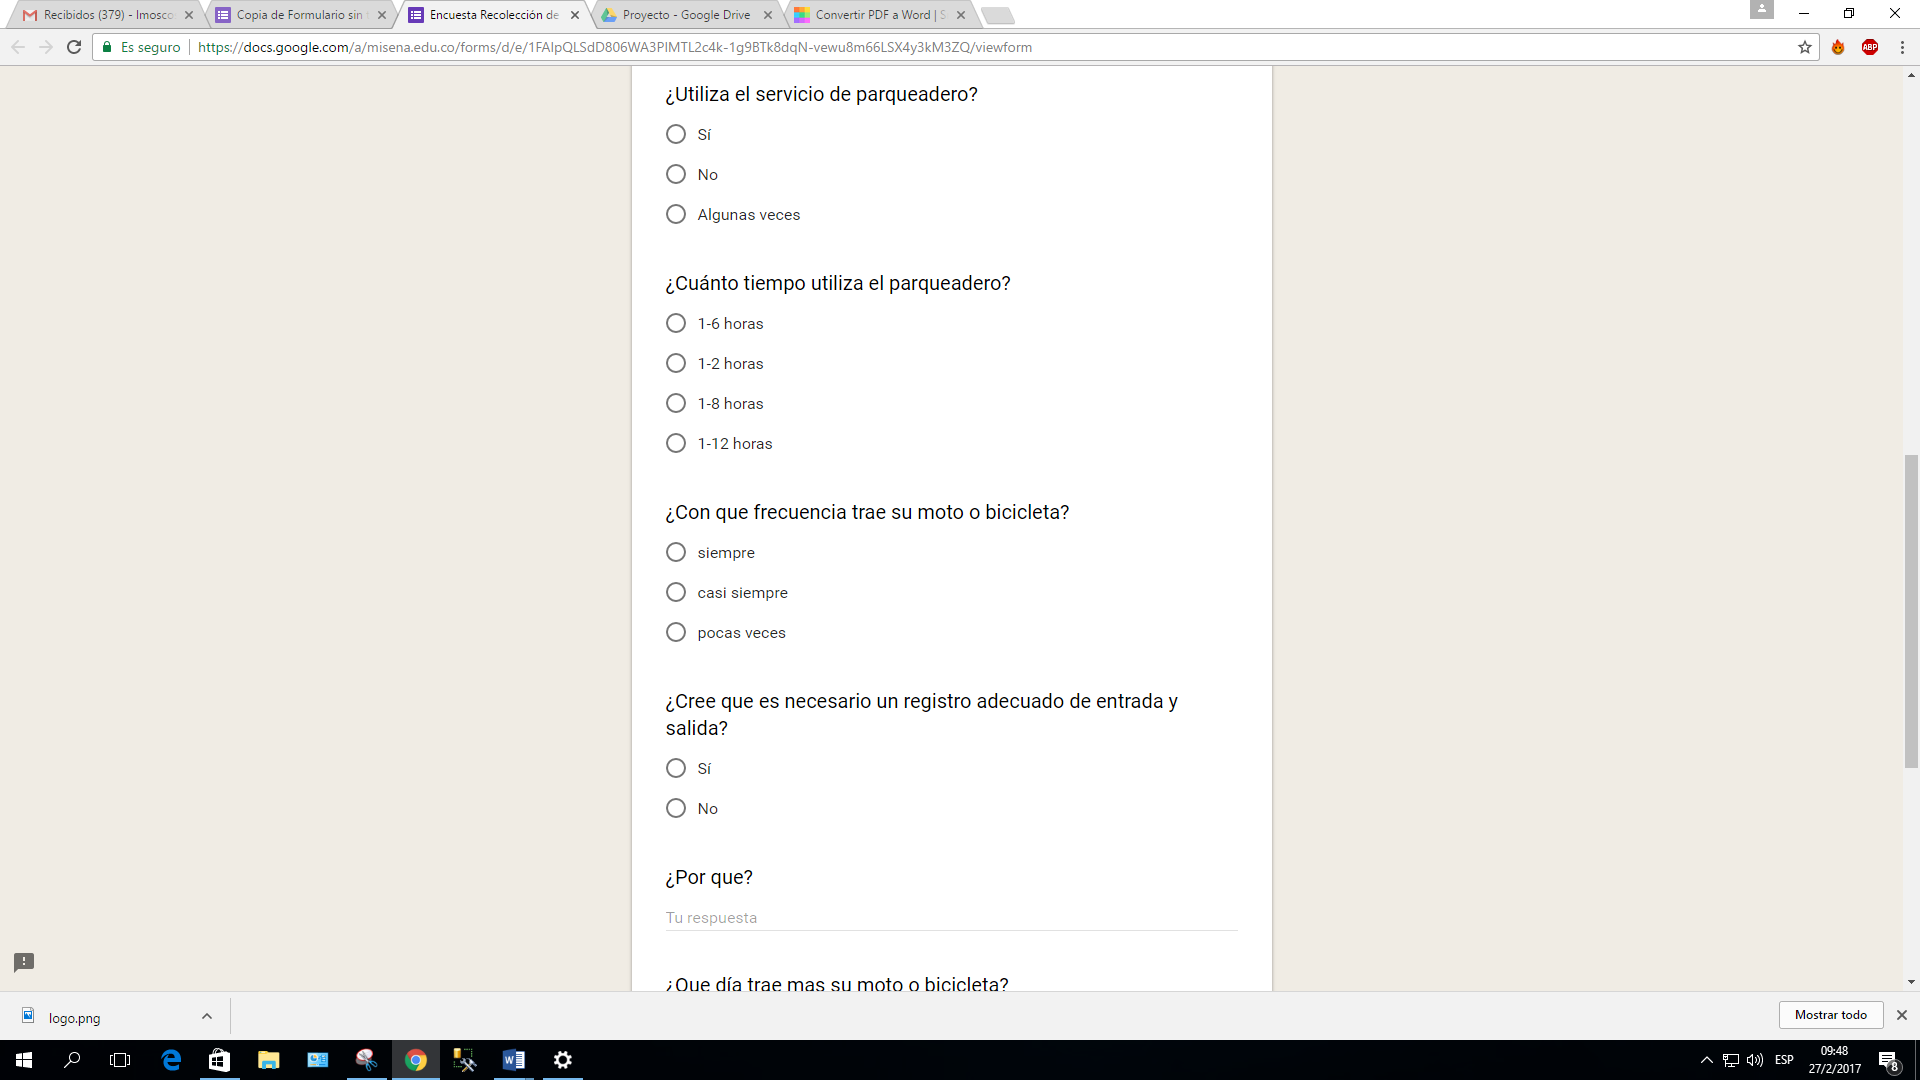 Recibidos (379) - lmosco
Copia de Formulario sin
Encuesta Recolección de
Proyecto - Google Drive
Convertir PDF a Word | S
Es seguro
https://docs.google.com/a/misena.edu.co/forms/d/e/1FAIpQLSdD806WA3PIMTL2c4k-1g9BTk8dqN-vewu8m66LSX4y3kM3ZQ/viewform
ABP
¿Utiliza el servicio de parqueadero?
Sí
No
Algunas veces
¿Cuánto tiempo utiliza el parqueadero?
1-6 horas
1-2 horas
1-8 horas
1-12 horas
¿Con que frecuencia trae su moto o bicicleta?
siempre
casi siempre
pocas veces
¿Cree que es necesario un registro adecuado de entrada y
salida?
Sí
No
¿Por que?
Tu respuesta
¿Que día trae mas su moto o bicicleta?
logo.png
Mostrar todo
ESP
09:48
27/2/2017
8